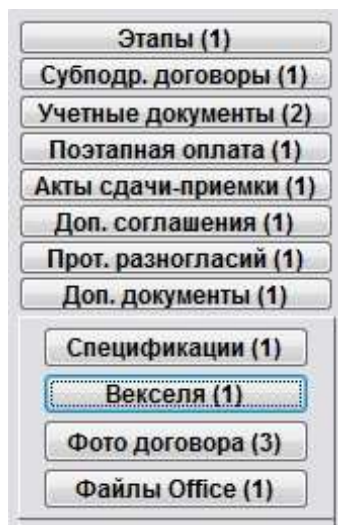 Этапы (1)
Субподр. договоры (1)
Учетные документы (2)
Поэтапная оплата (1)
Акты сдачи-приемки (1)
Доп. соглашения (1)
Прот. разногласий (1)
Доп. документы (1)
Спецификации (1)
Векселя (1)
Фото договора (3)
Файлы Office (1)